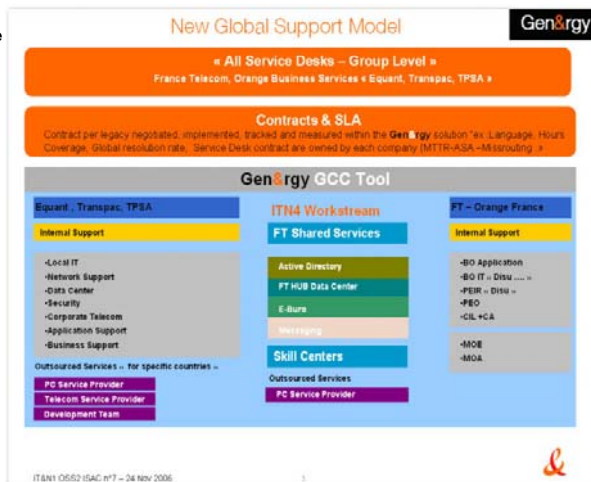 e
New Global Support Model
Gen&rgy
« All Service Desks – Group Level »
France Telecom, Orange Business Services « Equant, Transpac, TPSA »
Contracts & SLA
Contract per legacy negotiated, implemented, tracked and measured within the Gen&rgy solution "ex :Language, Hours
Coverage, Global resolution rate, Service Desk contract are owned by each company (MTTR-ASA –Missrouting »
Gen&rgy GCC Tool
Equant , Transpac, TPSA
Internal Support
•Local IT
•Network Support
•Data Center
•Security
•Corporate Telecom
•Application Support
•Business Support
Outsourced Services « for specific countries »
PC Service Provider
Telecom Service Provider
Development Team
ITN4 Workstream
FT Shared Services
Active Directory
FT HUB Data Center
E-Buro
Messaging
Skill Centers
Outsourced Services
PC Service Provider
FT – Orange France
Internal Support
•BO Application
•BO IT « Disu .... »
•PEIR « Disu »
•PEO
•CIL +CA
•MOE
•MOA
&
IT&N1 OSS2 ISAC n°7 – 24 Nov 2006